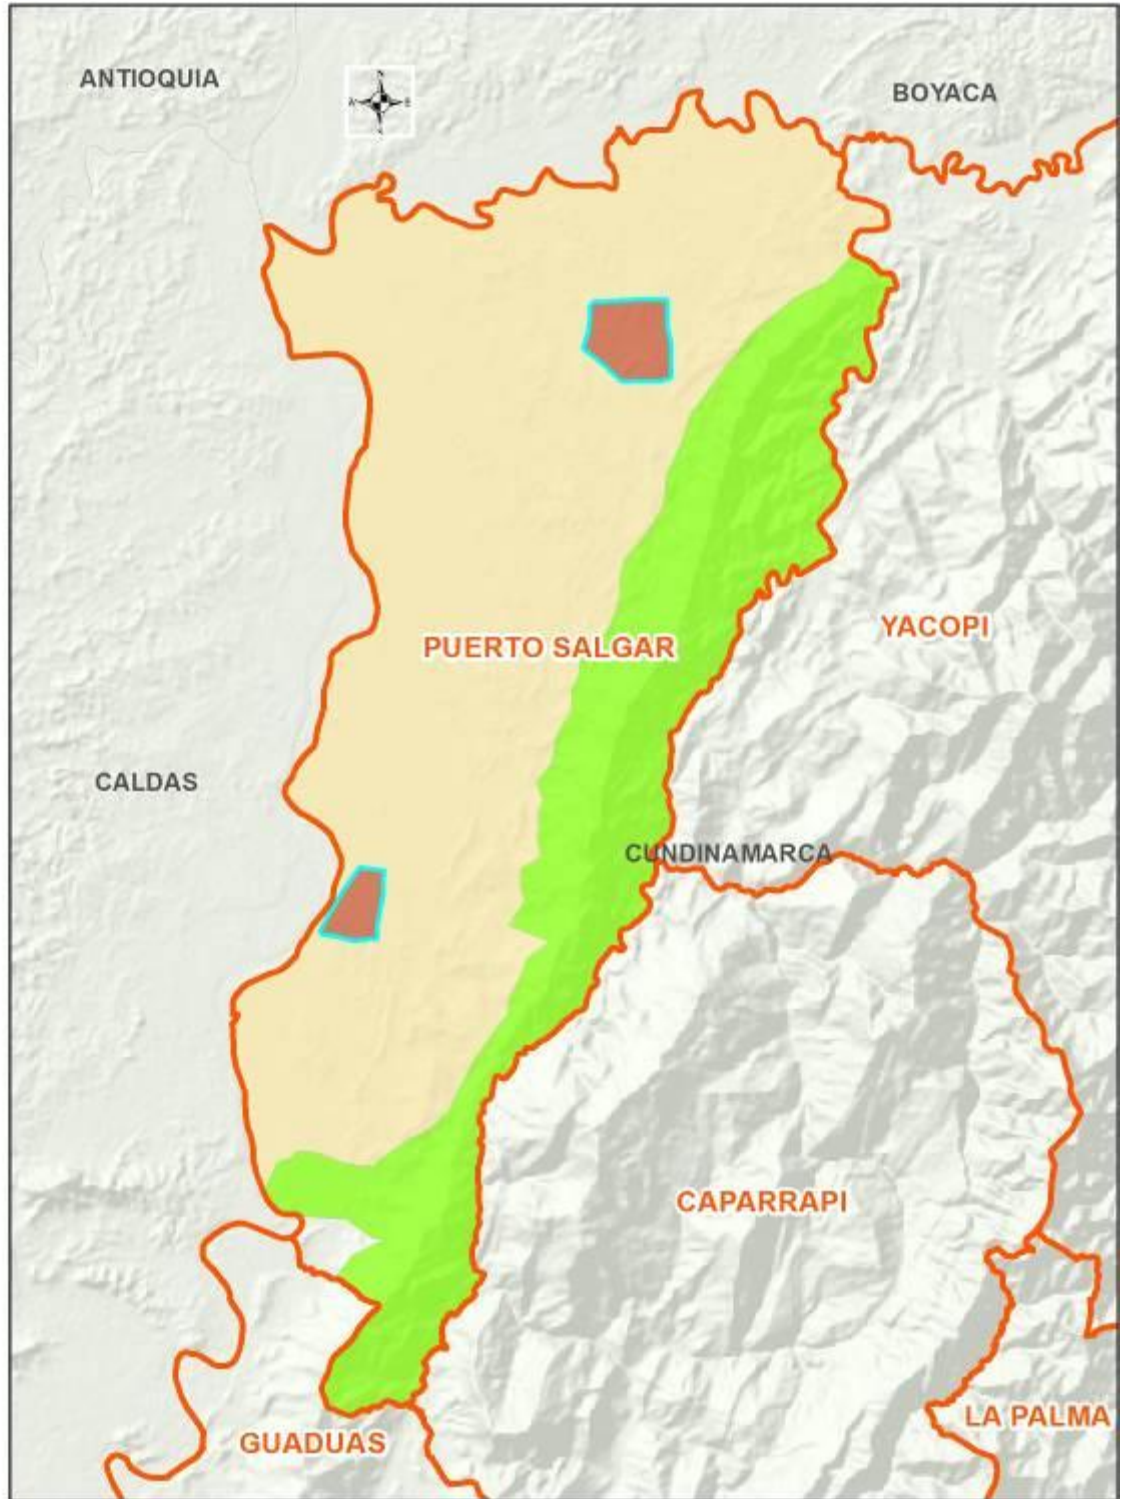 ANTIOQUIA
BOYACA
YACOPI
PUERTO SALGAR
CALDAS
CUNDINAMARCA
CAPARRAPI
LA PALMA
GUADUAS